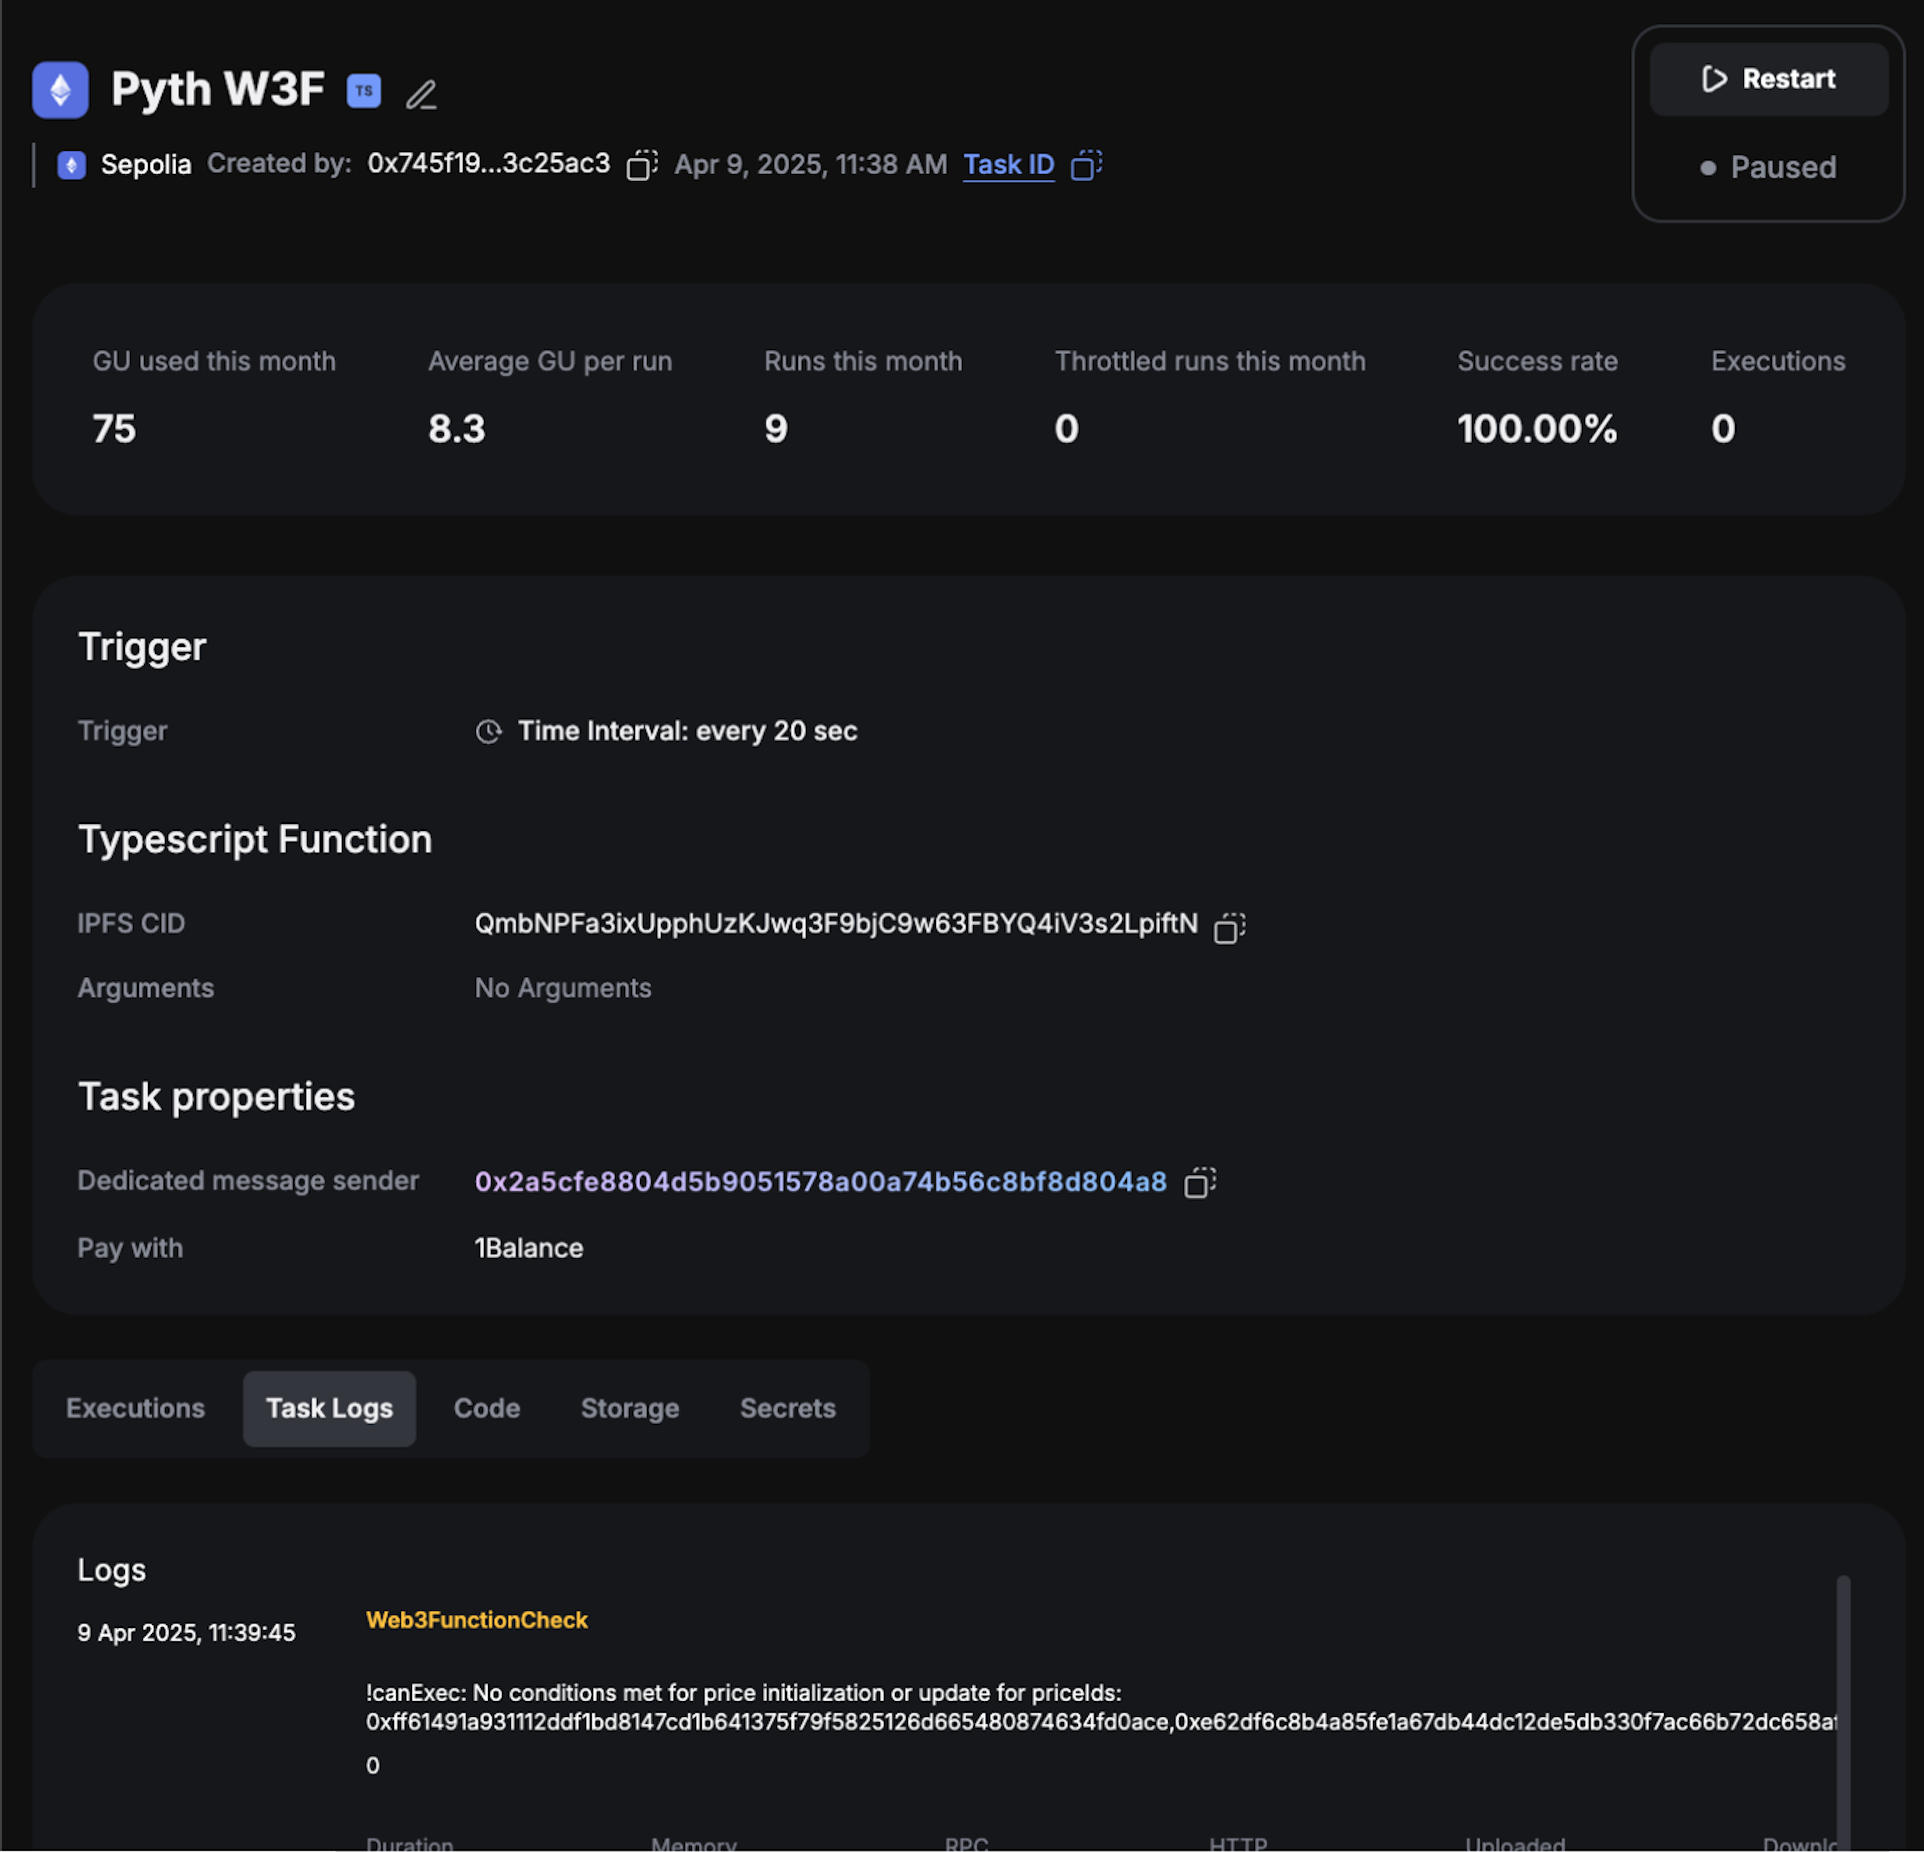 Pyth W3F TS
Restart
Sepolia Created by: 0x745f19...3c25ac3 Apr 9, 2025, 11:38 AM Task ID
Paused
GU used this month Average GU per run Runs this month Throttled runs this month Success rate Executions
75 8.3 9 0 100.00% 0
Trigger
Trigger Time Interval: every 20 sec
Typescript Function
IPFS CID QmbNPFa3ixUpphUzKJwq3F9bjC9w63FBYQ4iV3s2LpiftN
Arguments No Arguments
Task properties
Dedicated message sender 0x2a5cfe8804d5b9051578a00a74b56c8bf8d804a8
Pay with 1Balance
Executions Task Logs Code Storage Secrets
Logs
9 Apr 2025, 11:39:45 Web3FunctionCheck
!canExec: No conditions met for price initialization or update for priceIds:
0xff61491a931112ddf1bd8147cd1b641375f79f5825126d665480874634fd0ace,0xe62df6c8b4a85fe1a67db44dc12de5db330f7ac66b72dc658a
0
Duration Memory RPC HTTP Uploaded Downlo